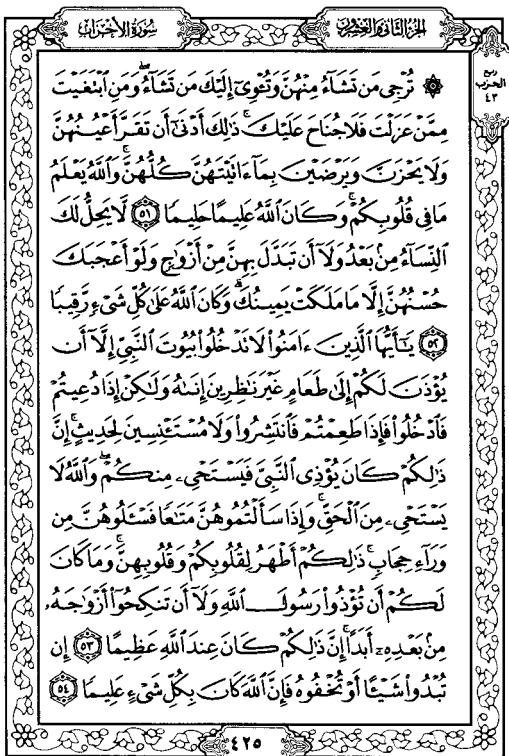 الجزء الثاني والعشرون
سورة الأحزاب
ربع
الحزب
٤٣
۞ تُرْجِى مَن تَشَآءُ مِنْهُنَّ وَتُـْٔوِىٓ إِلَيْكَ مَن تَشَآءُ ۖ وَمَنِ ٱبْتَغَيْتَ
مِمَّنْ عَزَلْتَ فَلَا جُنَاحَ عَلَيْكَ ۚ ذَٰلِكَ أَدْنَىٰٓ أَن تَقَرَّ أَعْيُنُهُنَّ
وَلَا يَحْزَنَّ وَيَرْضَيْنَ بِمَآ ءَاتَيْتَهُنَّ كُلُّهُنَّ ۚ وَٱللَّهُ يَعْلَمُ
مَا فِى قُلُوبِكُمْ ۚ وَكَانَ ٱللَّهُ عَلِيمًا حَلِيمًا ٥١ لَّا يَحِلُّ لَكَ
ٱلنِّسَآءُ مِنۢ بَعْدُ وَلَآ أَن تَبَدَّلَ بِهِنَّ مِنْ أَزْوَٰجٍ وَلَوْ أَعْجَبَكَ
حُسْنُهُنَّ إِلَّا مَا مَلَكَتْ يَمِينُكَ ۗ وَكَانَ ٱللَّهُ عَلَىٰ كُلِّ شَىْءٍ رَّقِيبًا
٥٢ يَـٰٓأَيُّهَا ٱلَّذِينَ ءَامَنُوا۟ لَا تَدْخُلُوا۟ بُيُوتَ ٱلنَّبِىِّ إِلَّآ أَن
يُؤْذَنَ لَكُمْ إِلَىٰ طَعَامٍ غَيْرَ نَـٰظِرِينَ إِنَىٰهُ وَلَـٰكِنْ إِذَا دُعِيتُمْ
فَٱدْخُلُوا۟ فَإِذَا طَعِمْتُمْ فَٱنتَشِرُوا۟ وَلَا مُسْتَـْٔنِسِينَ لِحَدِيثٍ ۚ إِنَّ
ذَٰلِكُمْ كَانَ يُؤْذِى ٱلنَّبِىَّ فَيَسْتَحْىِۦ مِنكُمْ ۖ وَٱللَّهُ لَا
يَسْتَحْىِۦ مِنَ ٱلْحَقِّ ۚ وَإِذَا سَأَلْتُمُوهُنَّ مَتَـٰعًا فَسْـَٔلُوهُنَّ مِن
وَرَآءِ حِجَابٍ ۚ ذَٰلِكُمْ أَطْهَرُ لِقُلُوبِكُمْ وَقُلُوبِهِنَّ ۚ وَمَا كَانَ
لَكُمْ أَن تُؤْذُوا۟ رَسُولَ ٱللَّهِ وَلَآ أَن تَنكِحُوٓا۟ أَزْوَٰجَهُۥ
مِنۢ بَعْدِهِۦٓ أَبَدًا ۚ إِنَّ ذَٰلِكُمْ كَانَ عِندَ ٱللَّهِ عَظِيمًا ٥٣ إِن
تُبْدُوا۟ شَيْـًٔا أَوْ تُخْفُوهُ فَإِنَّ ٱللَّهَ كَانَ بِكُلِّ شَىْءٍ عَلِيمًا ٥٤
٤٢٥